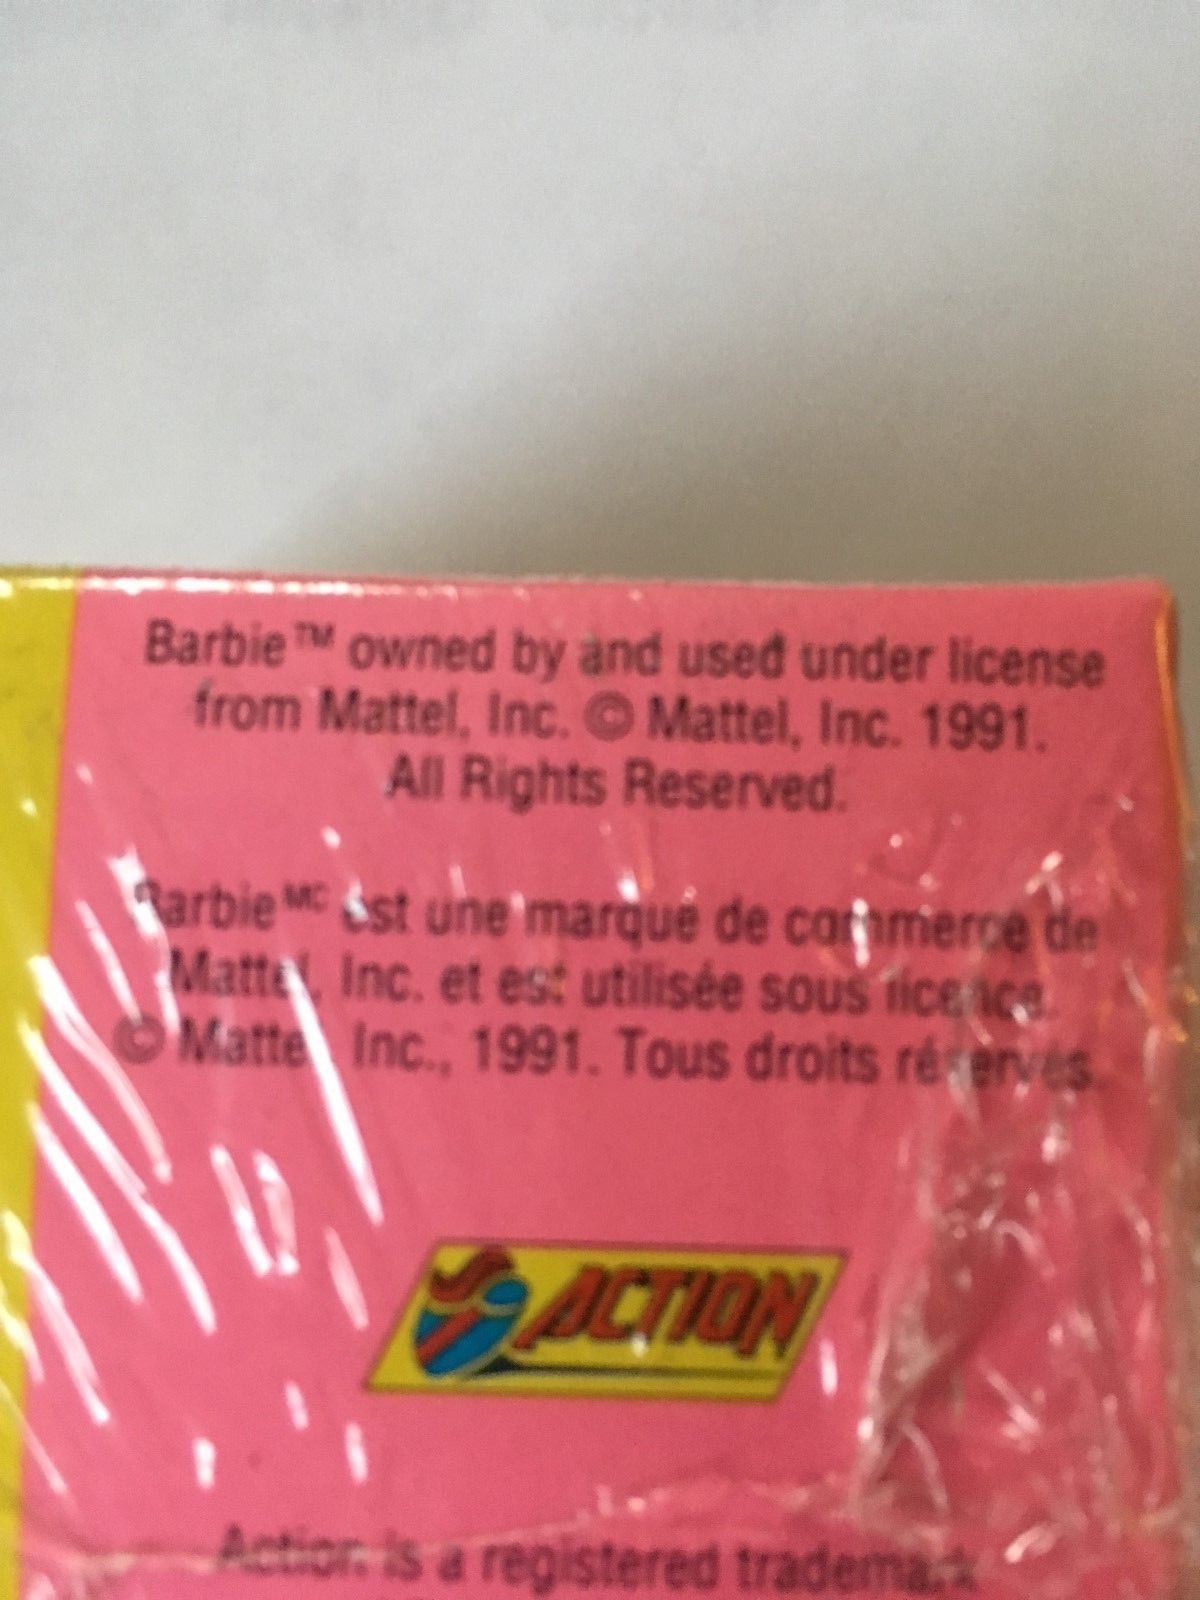 Barbie™ owned by and used under license
from Mattel, Inc. © Mattel, Inc. 1991.
All Rights Reserved.
Barbie MC est une marque de commerce de
Mattel, Inc. et est utilisée sous licence.
© Mattel, Inc., 1991. Tous droits réservés.
ACTION
Action is a registered trademark